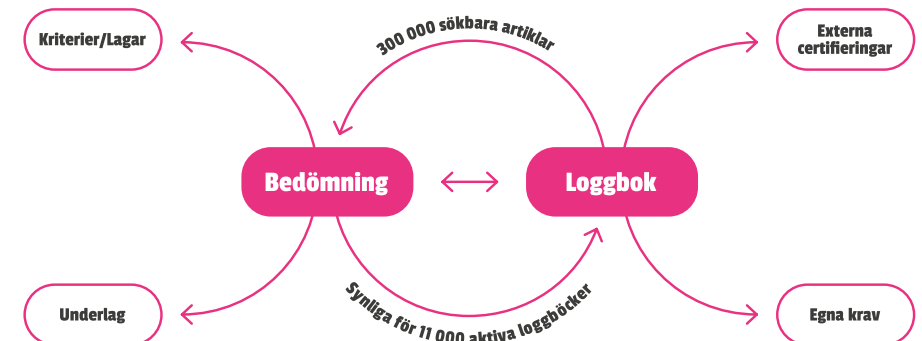 Kriterier/Lagar
300 000 sökbara artiklar
Externa
certifieringar
Bedömning
Loggbok
Underlag
Synliga för 11 000 aktiva loggböcker
Egna krav